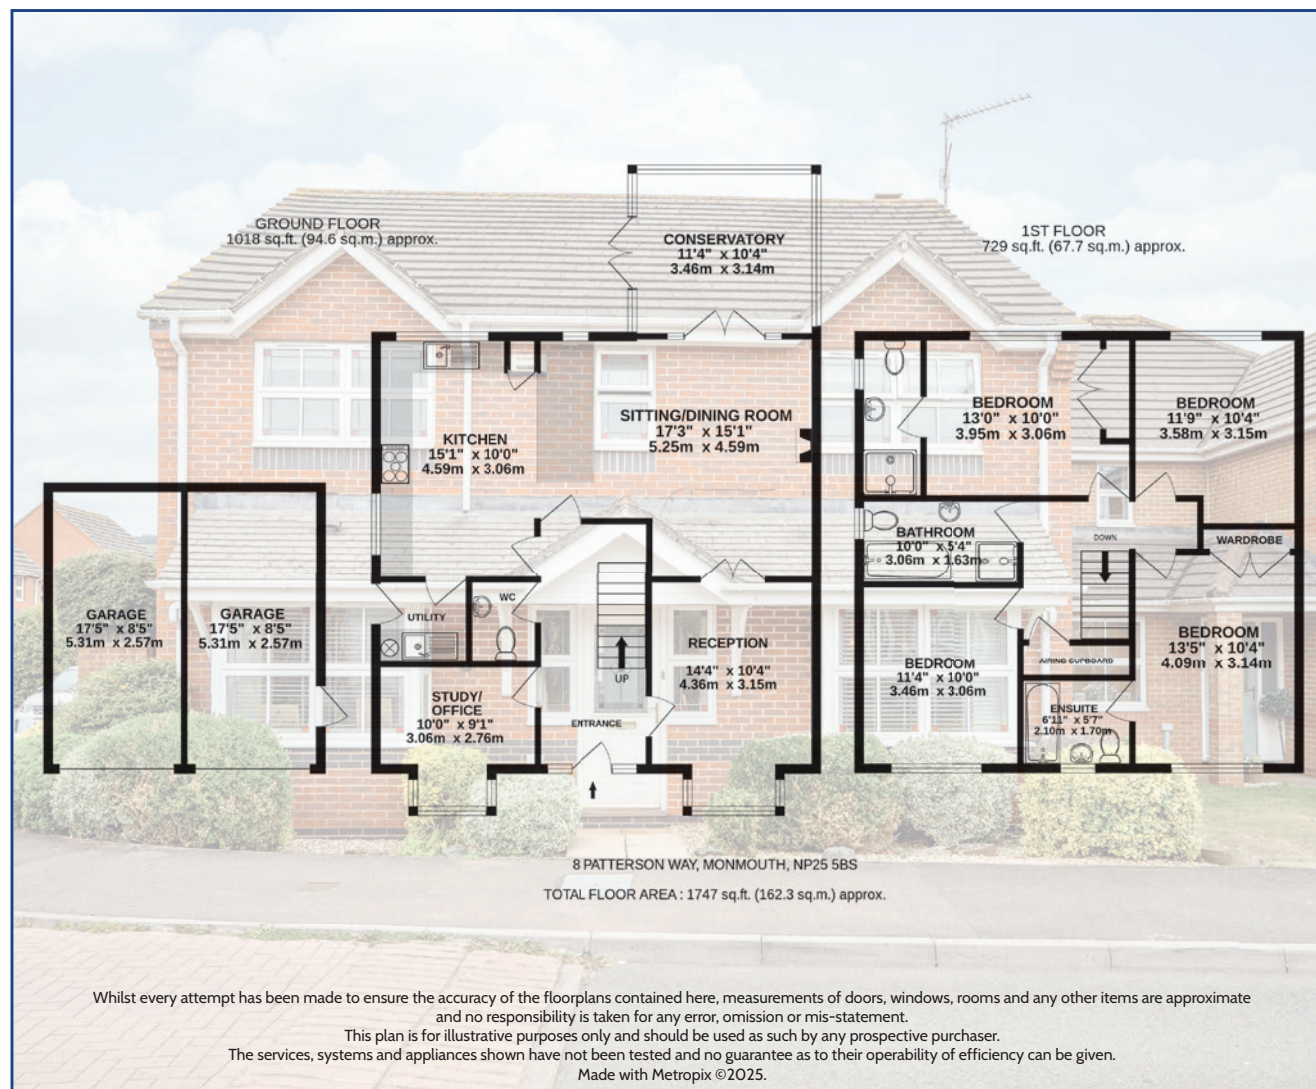 GROUND FLOOR
1018 sq.ft. (94.6 sq.m.) approx.
1ST FLOOR
729 sq.ft. (67.7 sq.m.) approx.
CONSERVATORY
11'4" x 10'4"
3.46m x 3.14m
KITCHEN
15'1" x 10'0"
4.59m x 3.06m
SITTING/DINING ROOM
17'3" x 15'1"
5.25m x 4.59m
BEDROOM
13'0" x 10'0"
3.95m x 3.06m
BEDROOM
11'9" x 10'4"
3.58m x 3.15m
BATHROOM
10'0" x 5'4"
3.06m x 1.63m
DOWN
WARDROBE
GARAGE
17'5" x 8'5"
5.31m x 2.57m
GARAGE
17'5" x 8'5"
5.31m x 2.57m
UTILITY
WC
UP
RECEPTION
14'4" x 10'4"
4.36m x 3.15m
STUDY/
OFFICE
10'0" x 9'1"
3.06m x 2.76m
ENTRANCE
BEDROOM
11'4" x 10'0"
3.46m x 3.06m
AIRING CUPBOARD
BEDROOM
13'5" x 10'4"
4.09m x 3.14m
ENSUITE
6'11" x 5'7"
2.10m x 1.70m
8 PATTERSON WAY, MONMOUTH, NP25 5BS
TOTAL FLOOR AREA : 1747 sq.ft. (162.3 sq.m.) approx.
Whilst every attempt has been made to ensure the accuracy of the floorplans contained here, measurements of doors, windows, rooms and any other items are approximate
and no responsibility is taken for any error, omission or mis-statement.
This plan is for illustrative purposes only and should be used as such by any prospective purchaser.
The services, systems and appliances shown have not been tested and no guarantee as to their operability of efficiency can be given.
Made with Metropix ©2025.